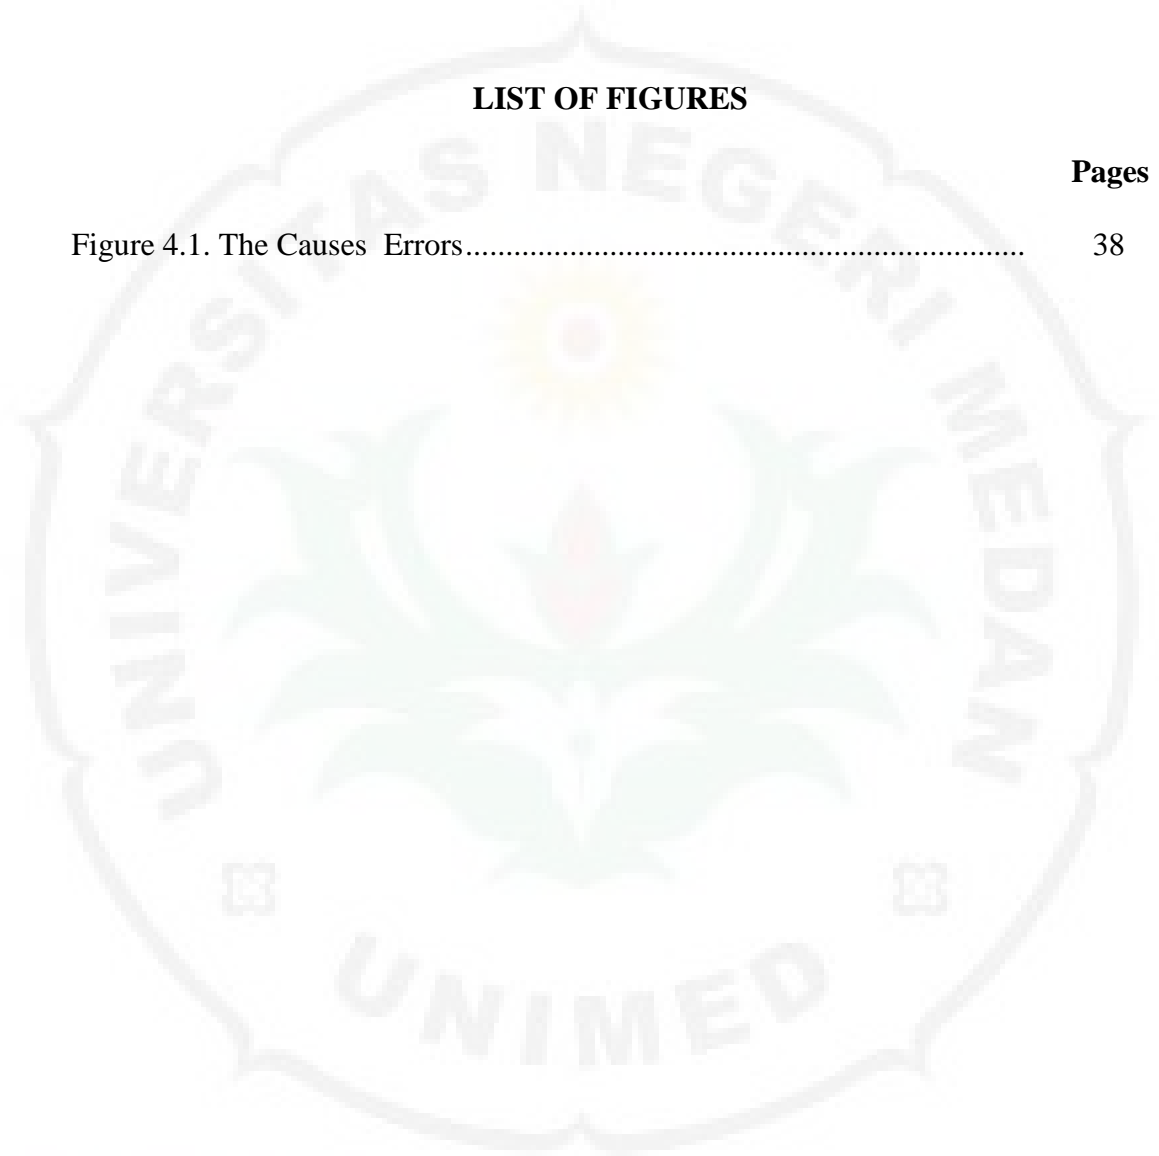 LIST OF FIGURES
Pages
Figure 4.1. The Causes  Errors.................................................................... 38
UNIVERSITAS NEGERI MEDAN
UNIMED